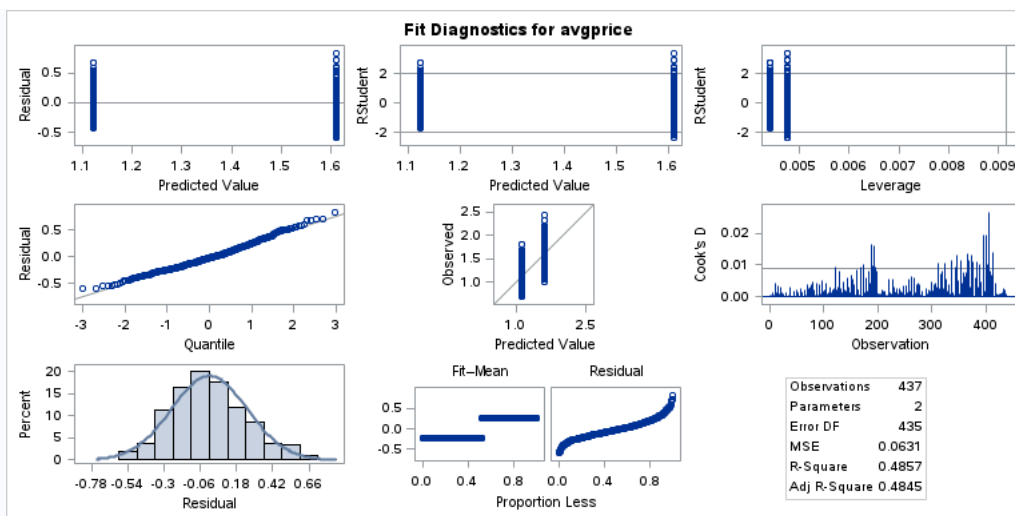 Fit Diagnostics for avgprice
Residual
0.5
0.0
-0.5
1.1 1.2 1.3 1.4 1.5 1.6
Predicted Value
RStudent
2
0
-2
1.1 1.2 1.3 1.4 1.5 1.6
Predicted Value
RStudent
2
0
-2
0.005 0.006 0.007 0.008 0.009
Leverage
Residual
0.5
0.0
-0.5
-3 -2 -1 0 1 2 3
Quantile
Observed
2.5
2.0
1.5
1.0
1.0 2.5
Predicted Value
Cook's D
0.02
0.01
0.00
0 100 200 300 400
Observation
Percent
20
15
10
5
0
-0.78 -0.54 -0.3 -0.06 0.18 0.42 0.66
Residual
Fit–Mean Residual
0.5
0.0
-0.5
0.0 0.4 0.8 0.0 0.4 0.8
Proportion Less
Observations 437
Parameters 2
Error DF 435
MSE 0.0631
R-Square 0.4857
Adj R-Square 0.4845